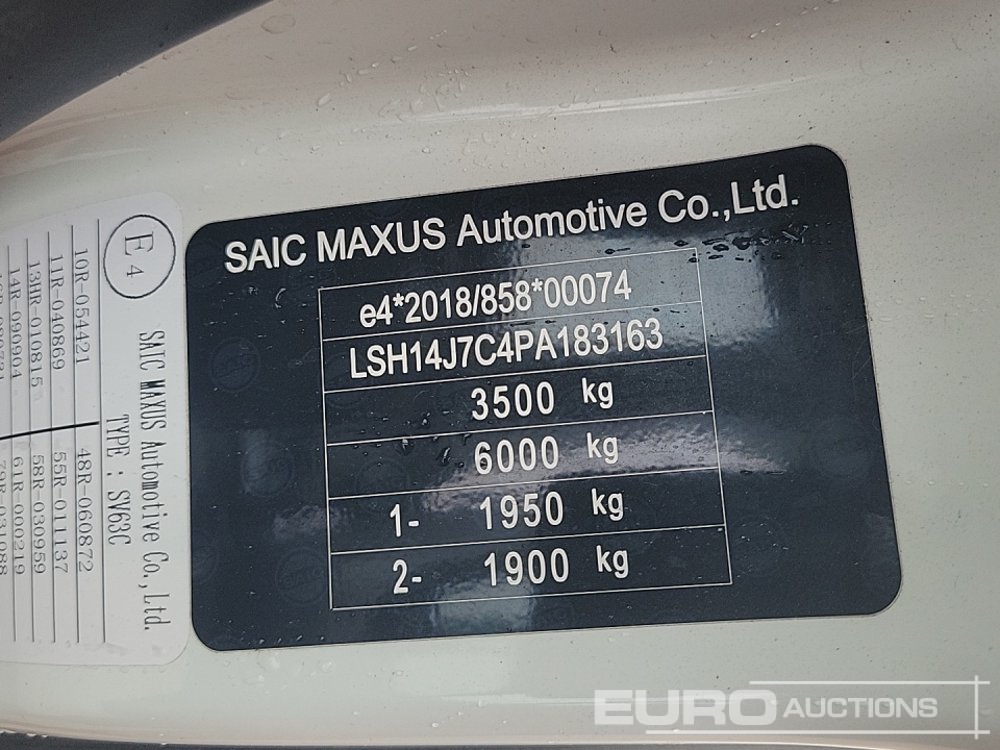 SAIC MAXUS Automotive Co.,Ltd.
e4*2018/858*00074
LSH14J7C4PA183163
3500 kg
6000 kg
1- 1950 kg
2- 1900 kg
E4
SAIC MAXUS Automotive Co.,Ltd.
TYPE : SV63C
10R-054421 48R-060872
11R-040869 55R-011137
13HR-010815 58R-030959
14R-090904 61R-000219
EURO AUCTIONS